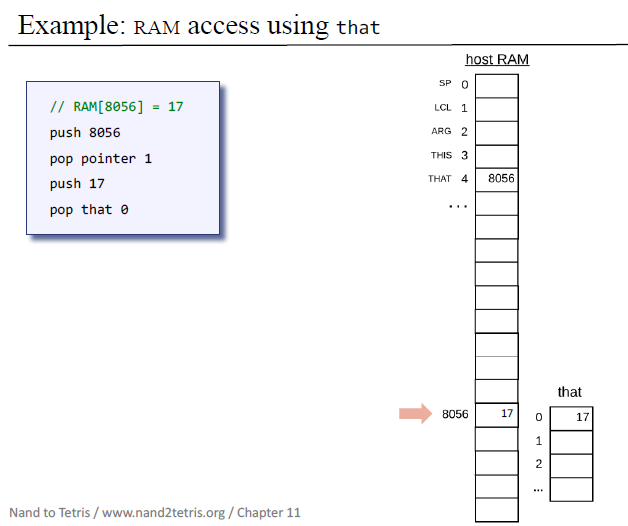 Example: RAM access using that
// RAM[8056] = 17
push 8056
pop pointer 1
push 17
pop that 0
host RAM
SP 0
LCL 1
ARG 2
THIS 3
THAT 4 8056
...
that
8056 17 0 17
1
2
...
Nand to Tetris / www.nand2tetris.org / Chapter 11